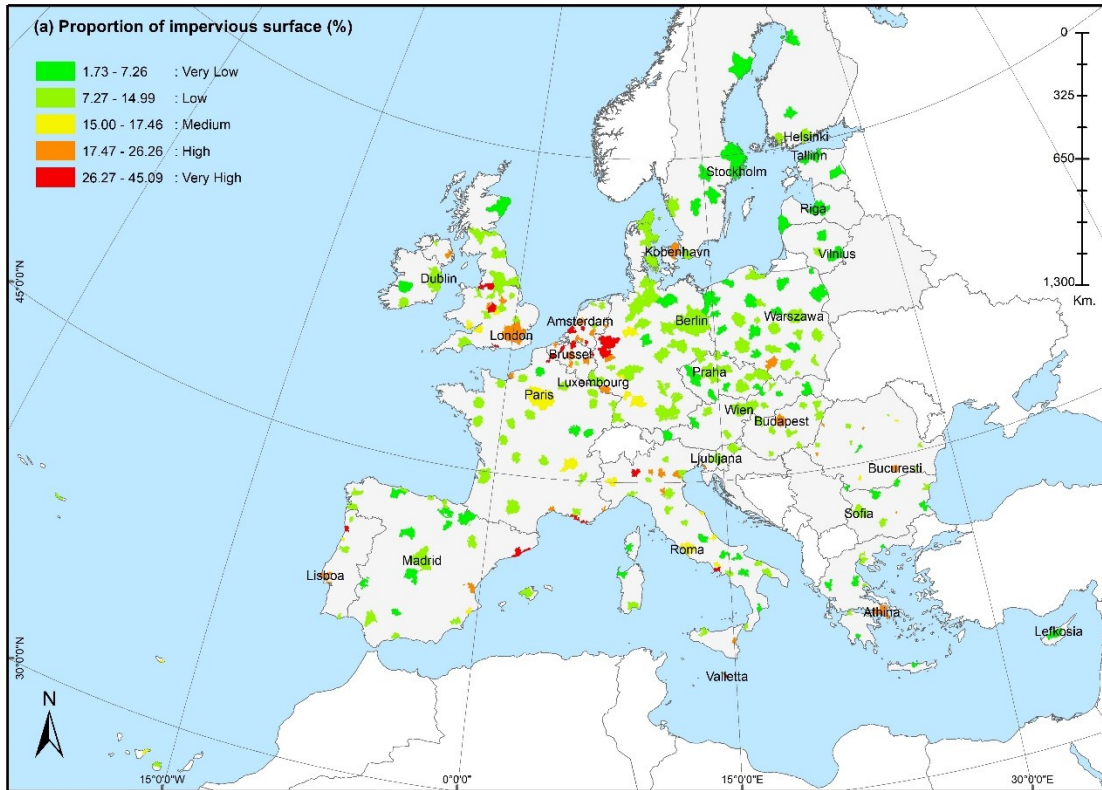 (a) Proportion of impervious surface (%)
1.73 - 7.26 : Very Low
7.27 - 14.99 : Low
15.00 - 17.46 : Medium
17.47 - 26.26 : High
26.27 - 45.09 : Very High
0
325
650
1,300
Km.
Helsinki
Tallinn
Stockholm
Riga
Kobenhavn
Vilnius
Dublin
45°0'0"N
Amsterdam
Berlin
Warszawa
London
Brussel
Praha
Luxembourg
Paris
Wien
Budapest
Ljubljana
Bucuresti
Sofia
Roma
Madrid
Lisboa
Athina
Lefkosia
30°0'0"N
Valletta
N
15°0'0"W
0°0'0"
15°0'0"E
30°0'0"E